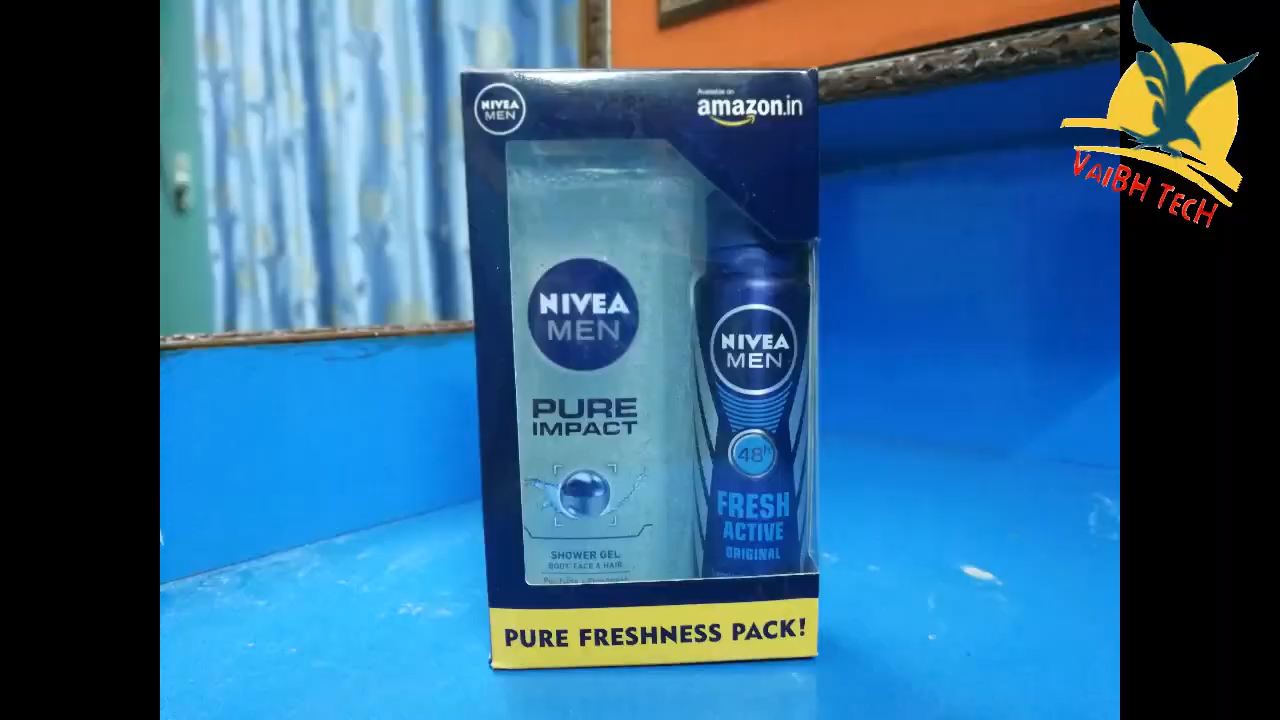 NIVEA
MEN
Available on
amazon.in
VAIBH TECH
NIVEA
MEN
PURE
IMPACT
SHOWER GEL
BODY, FACE & HAIR
NIVEA
MEN
48h
FRESH
ACTIVE
ORIGINAL
PURE FRESHNESS PACK!